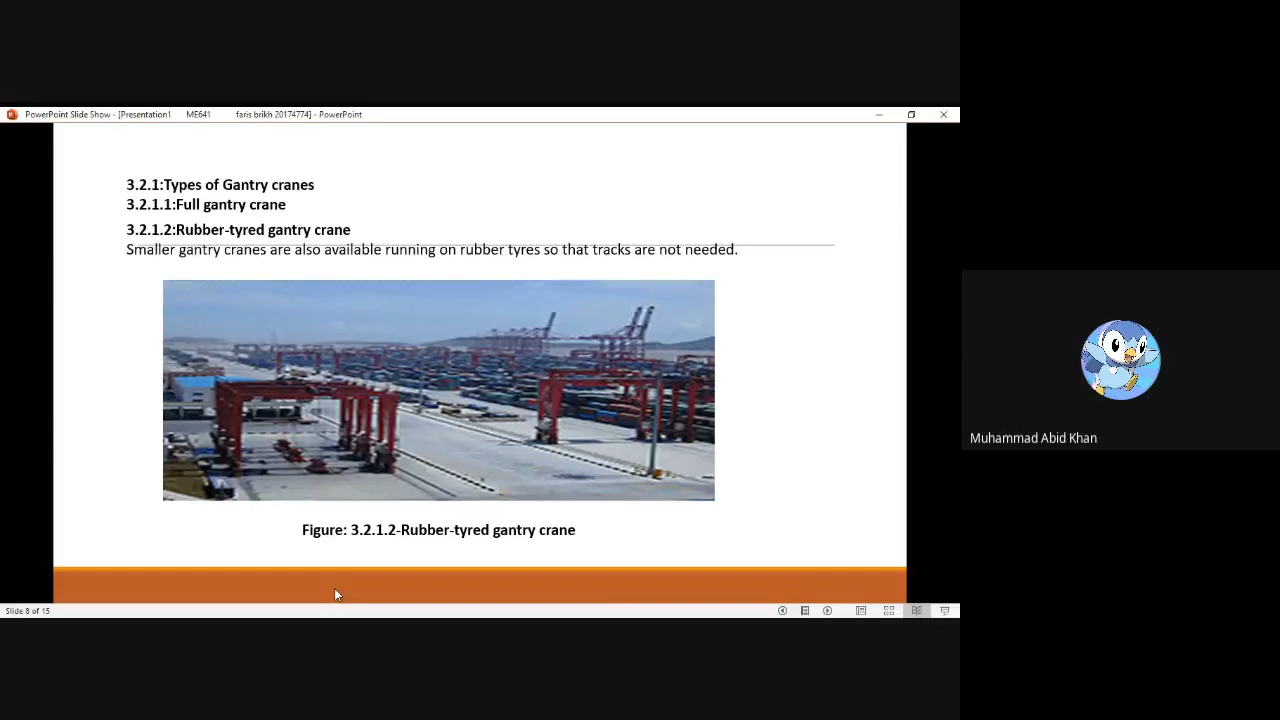 PowerPoint Slide Show - [Presentation1 ME641 faris brikh 20174774] - PowerPoint
3.2.1:Types of Gantry cranes
3.2.1.1:Full gantry crane
3.2.1.2:Rubber-tyred gantry crane
Smaller gantry cranes are also available running on rubber tyres so that tracks are not needed.
Figure: 3.2.1.2-Rubber-tyred gantry crane
Slide 8 of 15
Muhammad Abid Khan